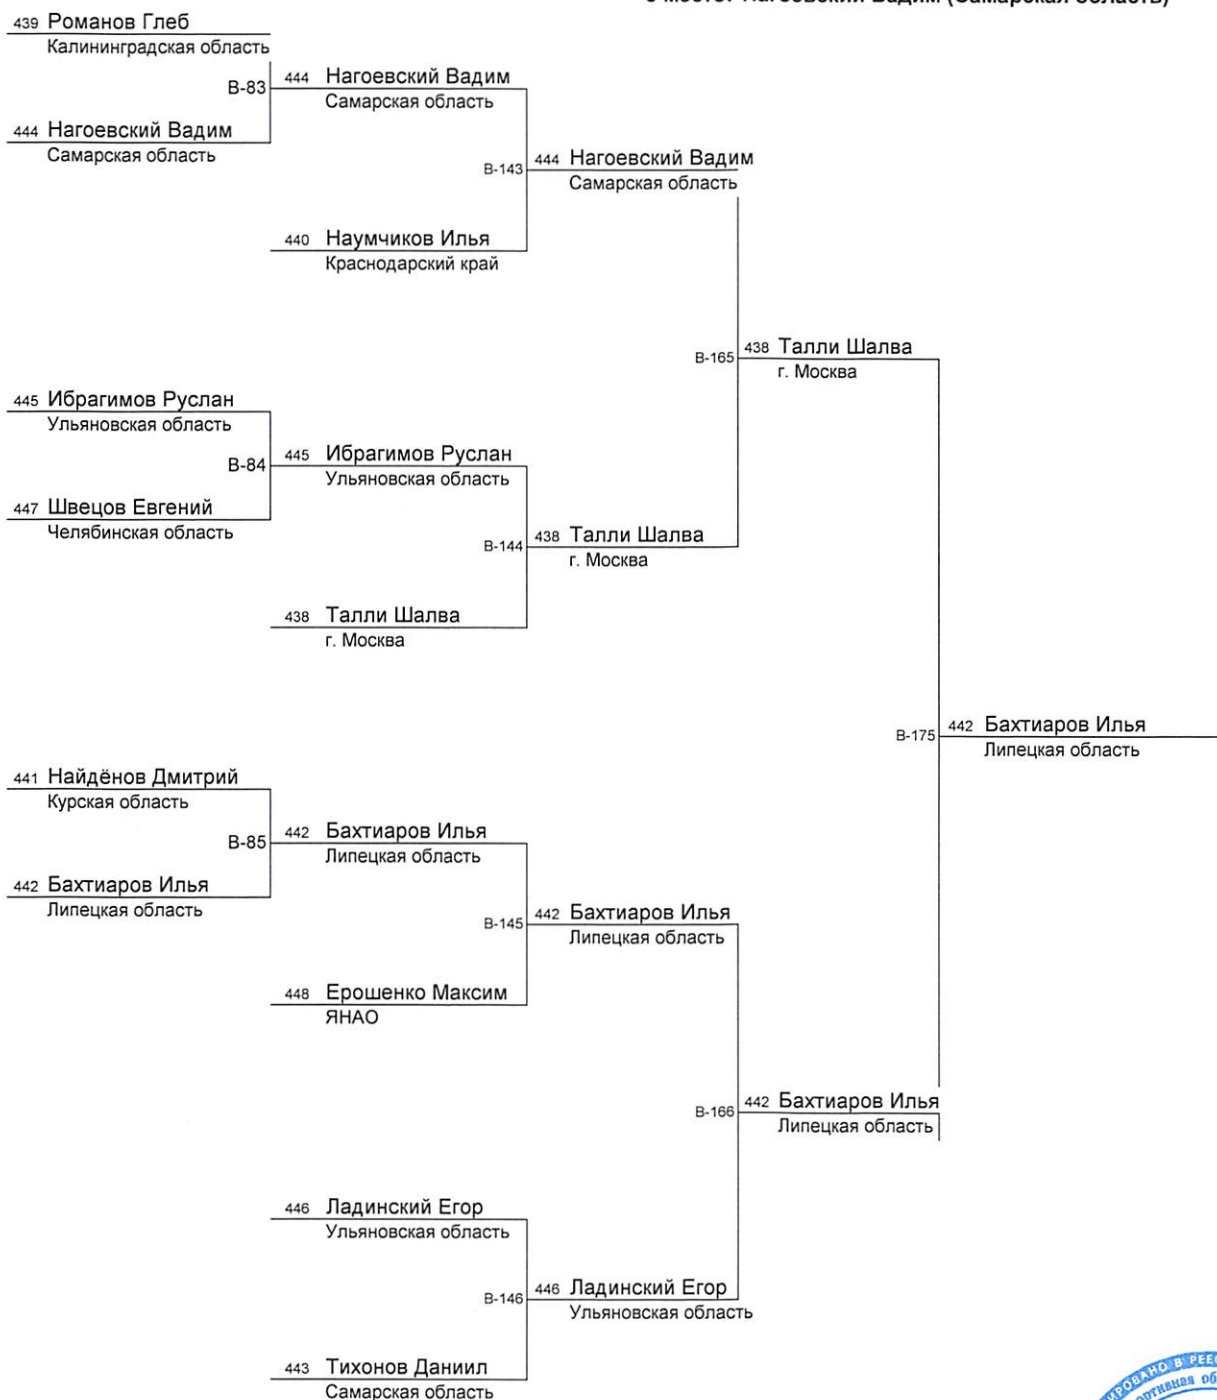 3 место: Нагоевский Вадим (Самарская область)
439 Романов Глеб
Калининградская область
B-83
444 Нагоевский Вадим
Самарская область
444 Нагоевский Вадим
Самарская область
B-143
444 Нагоевский Вадим
Самарская область
440 Наумчиков Илья
Краснодарский край
B-165
438 Талли Шалва
г. Москва
445 Ибрагимов Руслан
Ульяновская область
B-84
445 Ибрагимов Руслан
Ульяновская область
447 Швецов Евгений
Челябинская область
B-144
438 Талли Шалва
г. Москва
438 Талли Шалва
г. Москва
B-175
442 Бахтиаров Илья
Липецкая область
441 Найдёнов Дмитрий
Курская область
B-85
442 Бахтиаров Илья
Липецкая область
442 Бахтиаров Илья
Липецкая область
B-145
442 Бахтиаров Илья
Липецкая область
448 Ерошенко Максим
ЯНАО
B-166
442 Бахтиаров Илья
Липецкая область
446 Ладинский Егор
Ульяновская область
B-146
446 Ладинский Егор
Ульяновская область
443 Тихонов Даниил
Самарская область